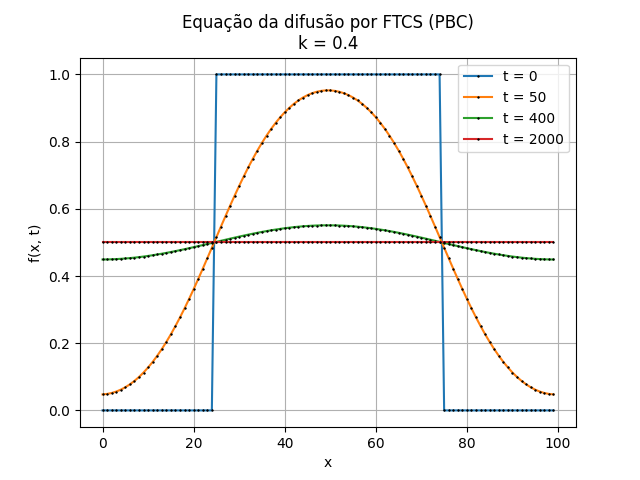 Equação da difusão por FTCS (PBC)
k = 0.4
t = 0
t = 50
t = 400
t = 2000
f(x, t)
1.0
0.8
0.6
0.4
0.2
0.0
0 20 40 60 80 100
x